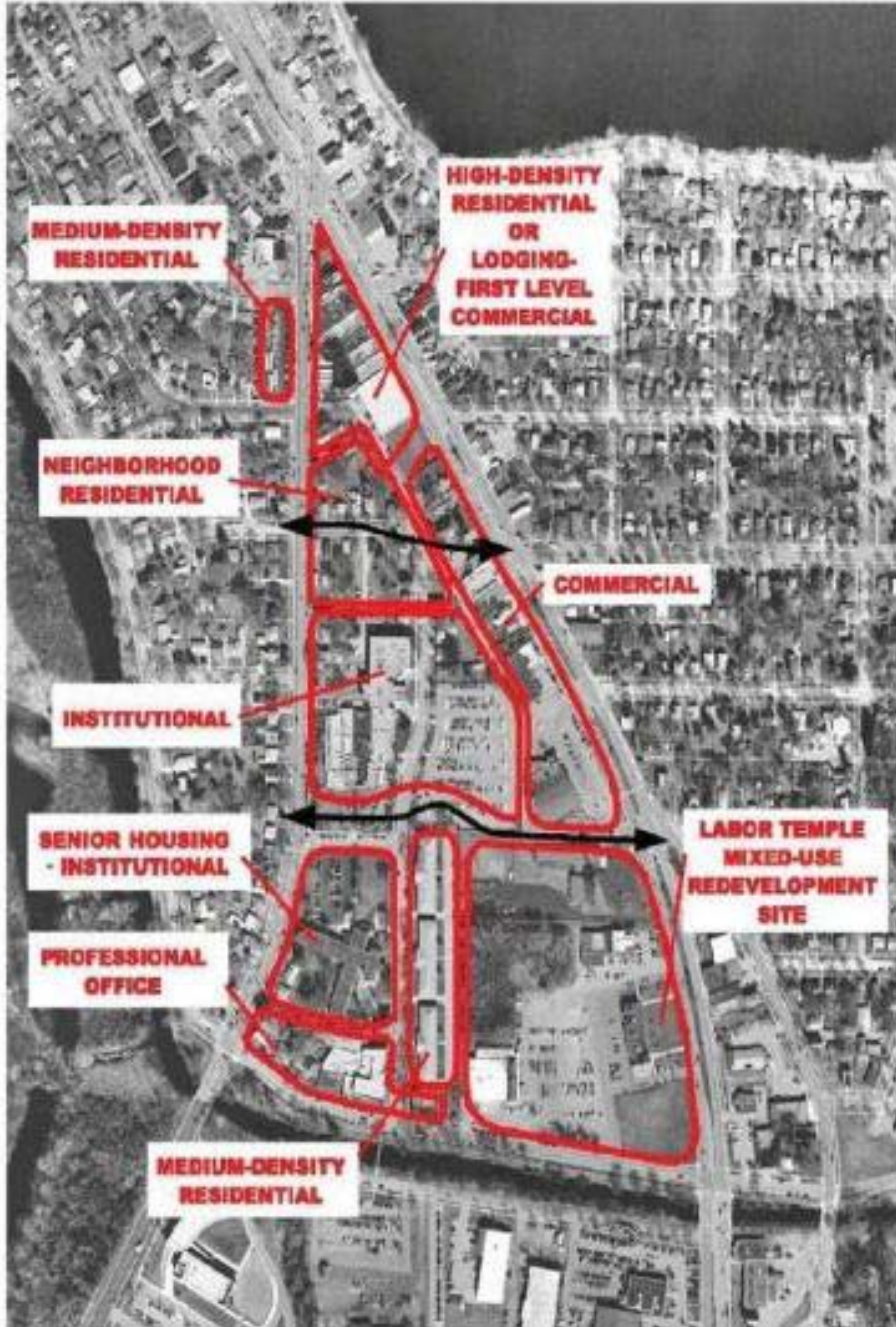 HIGH-DENSITY
RESIDENTIAL
OR
LODGING-
FIRST LEVEL
COMMERCIAL
MEDIUM-DENSITY
RESIDENTIAL
NEIGHBORHOOD
RESIDENTIAL
COMMERCIAL
INSTITUTIONAL
SENIOR HOUSING
- INSTITUTIONAL
LABOR TEMPLE
MIXED-USE
REDEVELOPMENT
SITE
PROFESSIONAL
OFFICE
MEDIUM-DENSITY
RESIDENTIAL